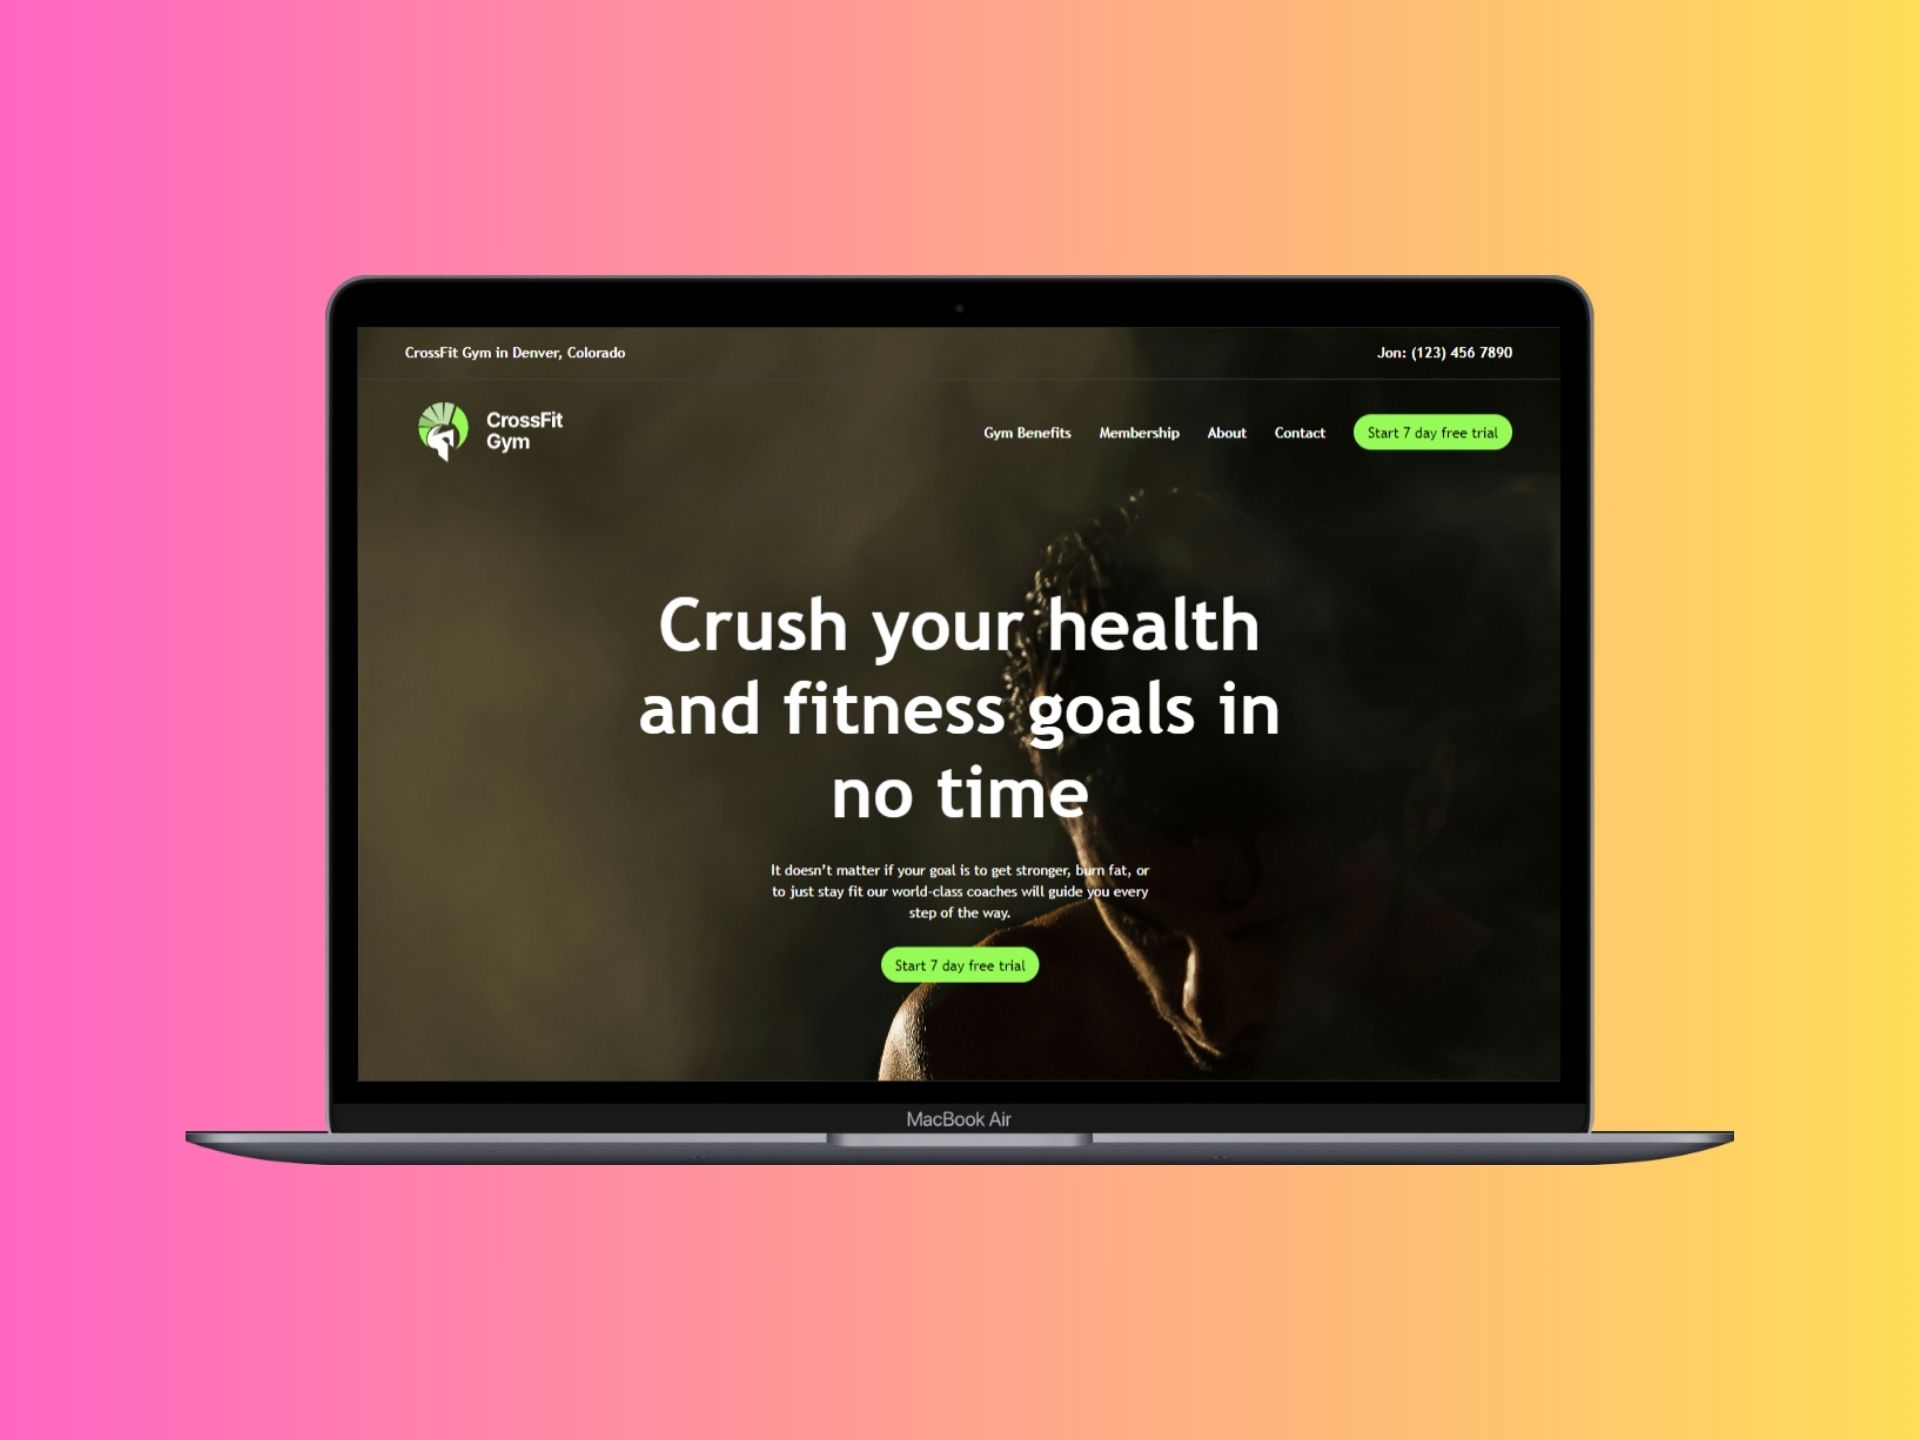 CrossFit Gym in Denver, Colorado
Jon: (123) 456 7890
CrossFit
Gym
Gym Benefits
Membership
About
Contact
Start 7 day free trial
Crush your health
and fitness goals in
no time
It doesn’t matter if your goal is to get stronger, burn fat, or
to just stay fit our world-class coaches will guide you every
step of the way.
Start 7 day free trial
MacBook Air